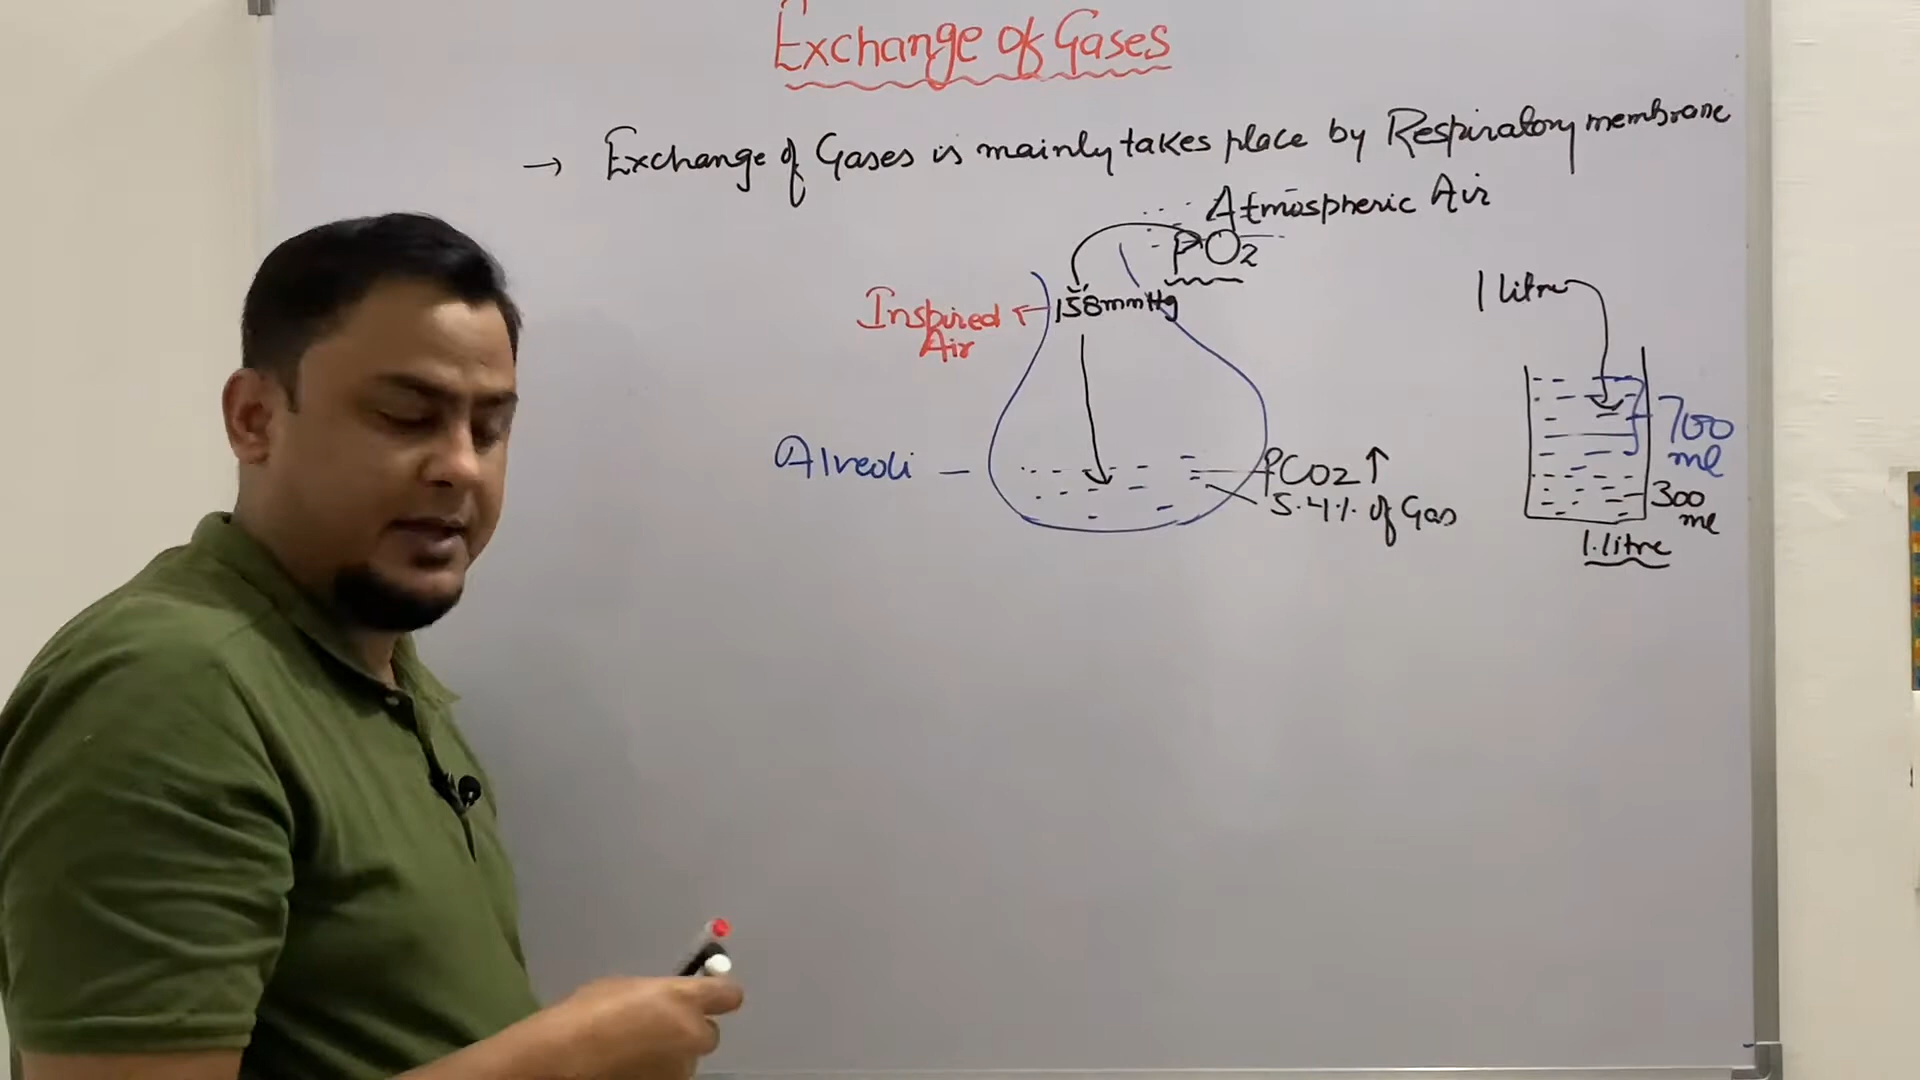 Exchange of Gases
→ Exchange of Gases is mainly takes place by Respiratory membrane
Atmospheric Air
PO2
158mmHg
Inspired
Air
Alveoli
PCO2 ↑
5.4% of Gas
1 litre
700
ml
300
ml
1.litre